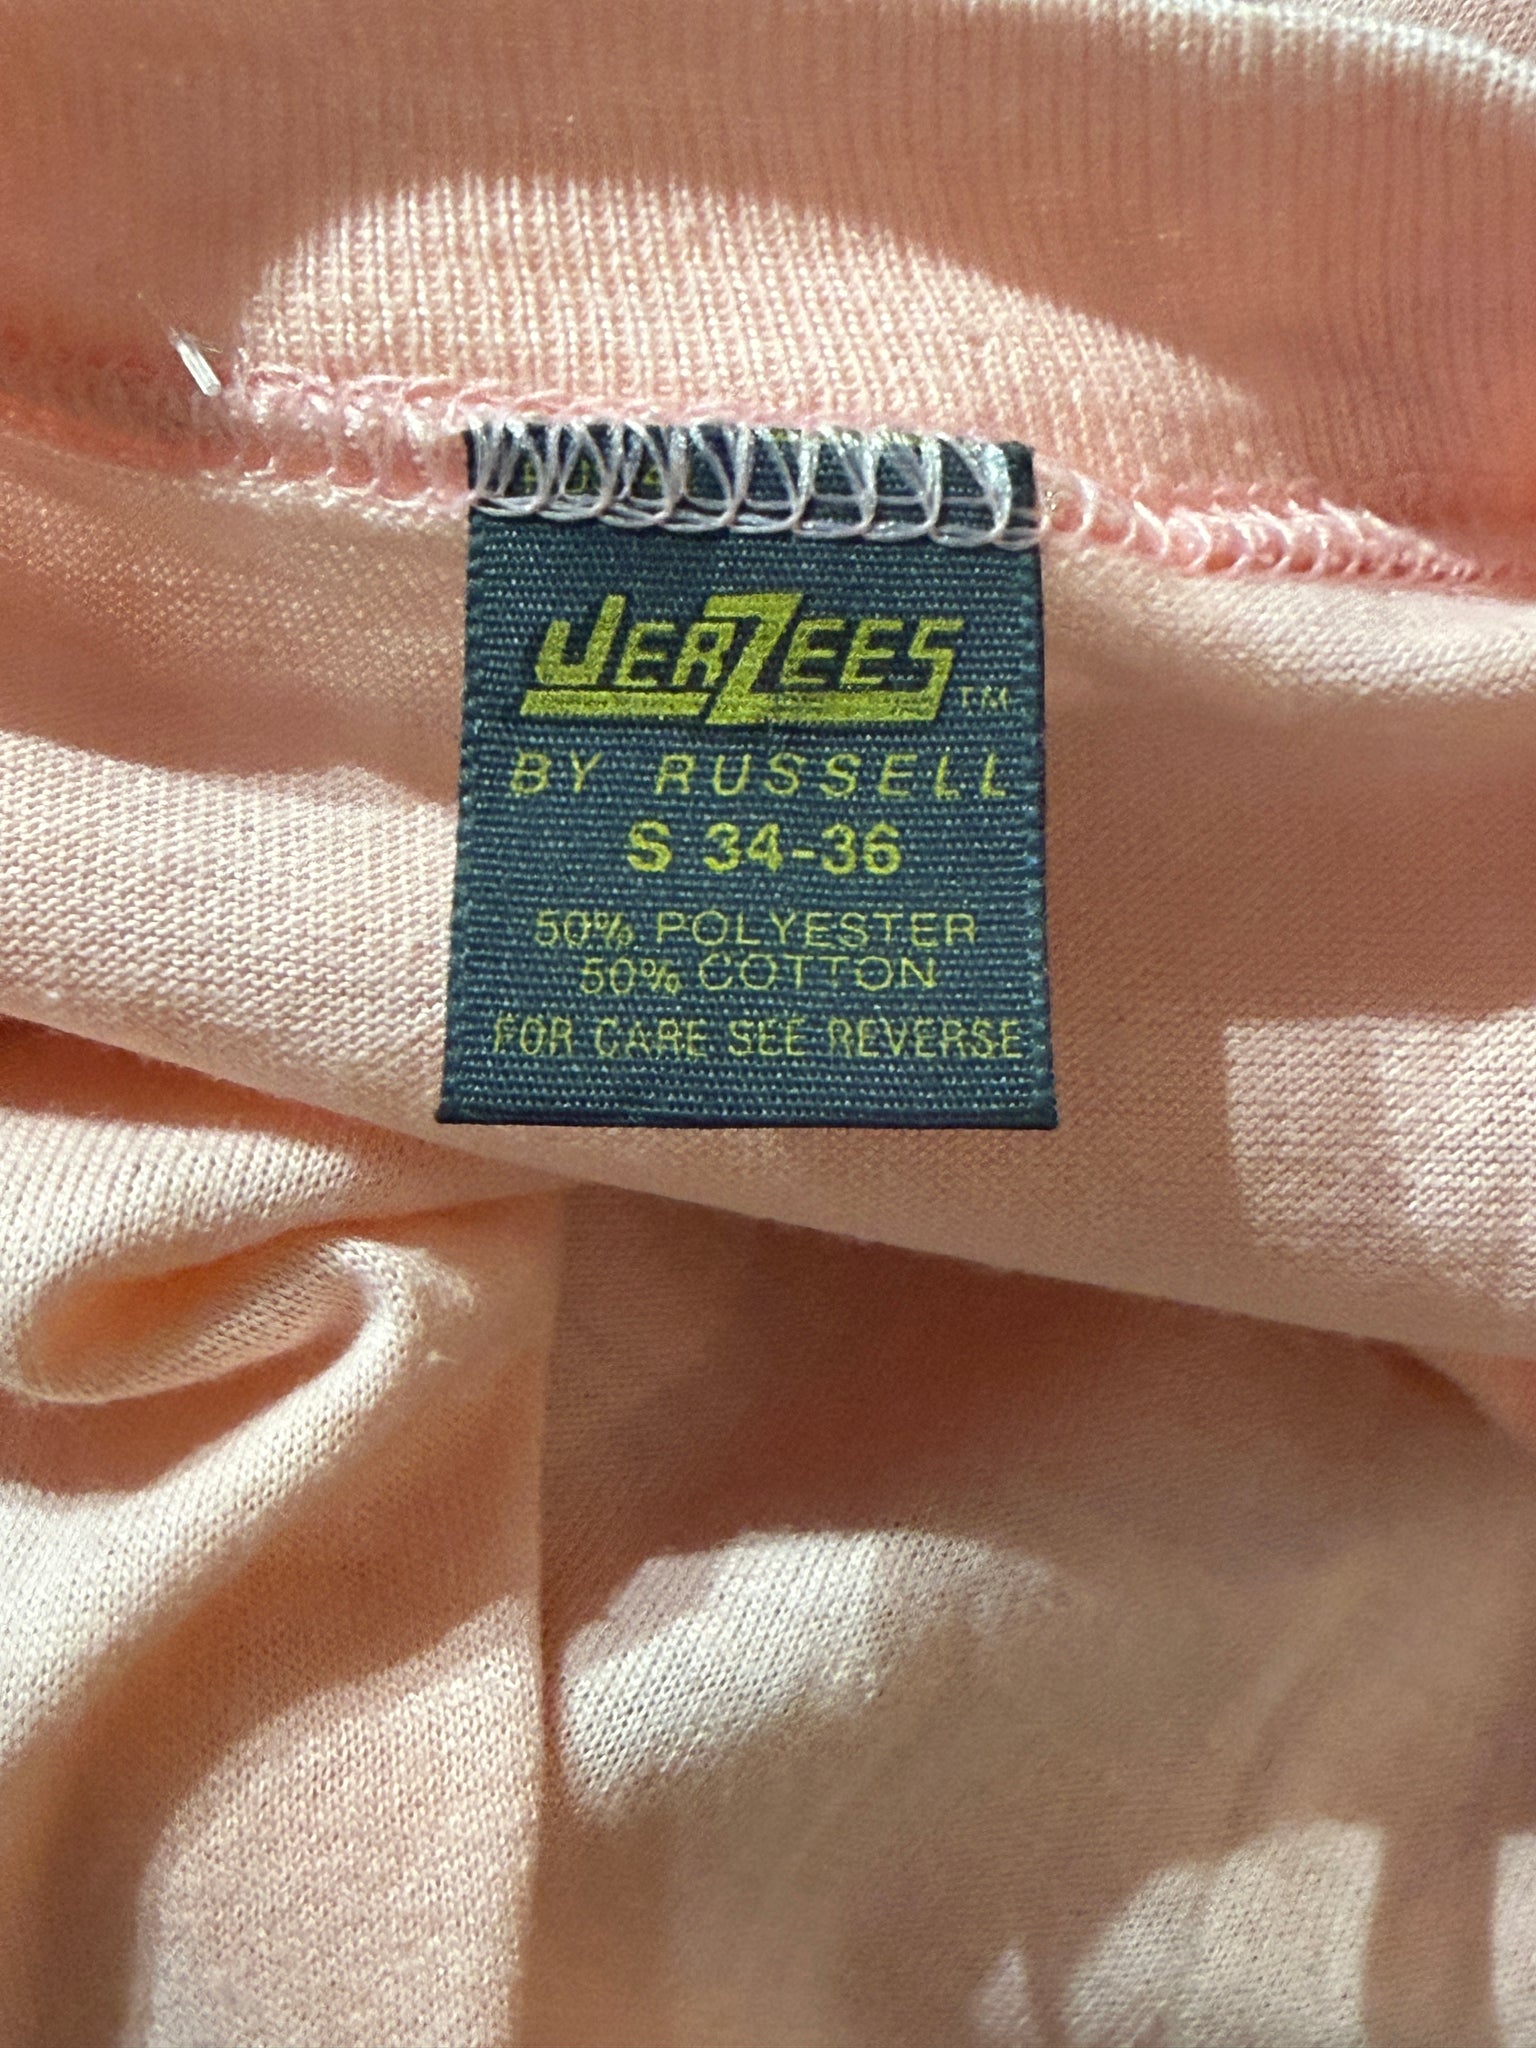 JERZEES TM
BY RUSSELL
S 34-36
50% POLYESTER
50% COTTON
FOR CARE SEE REVERSE